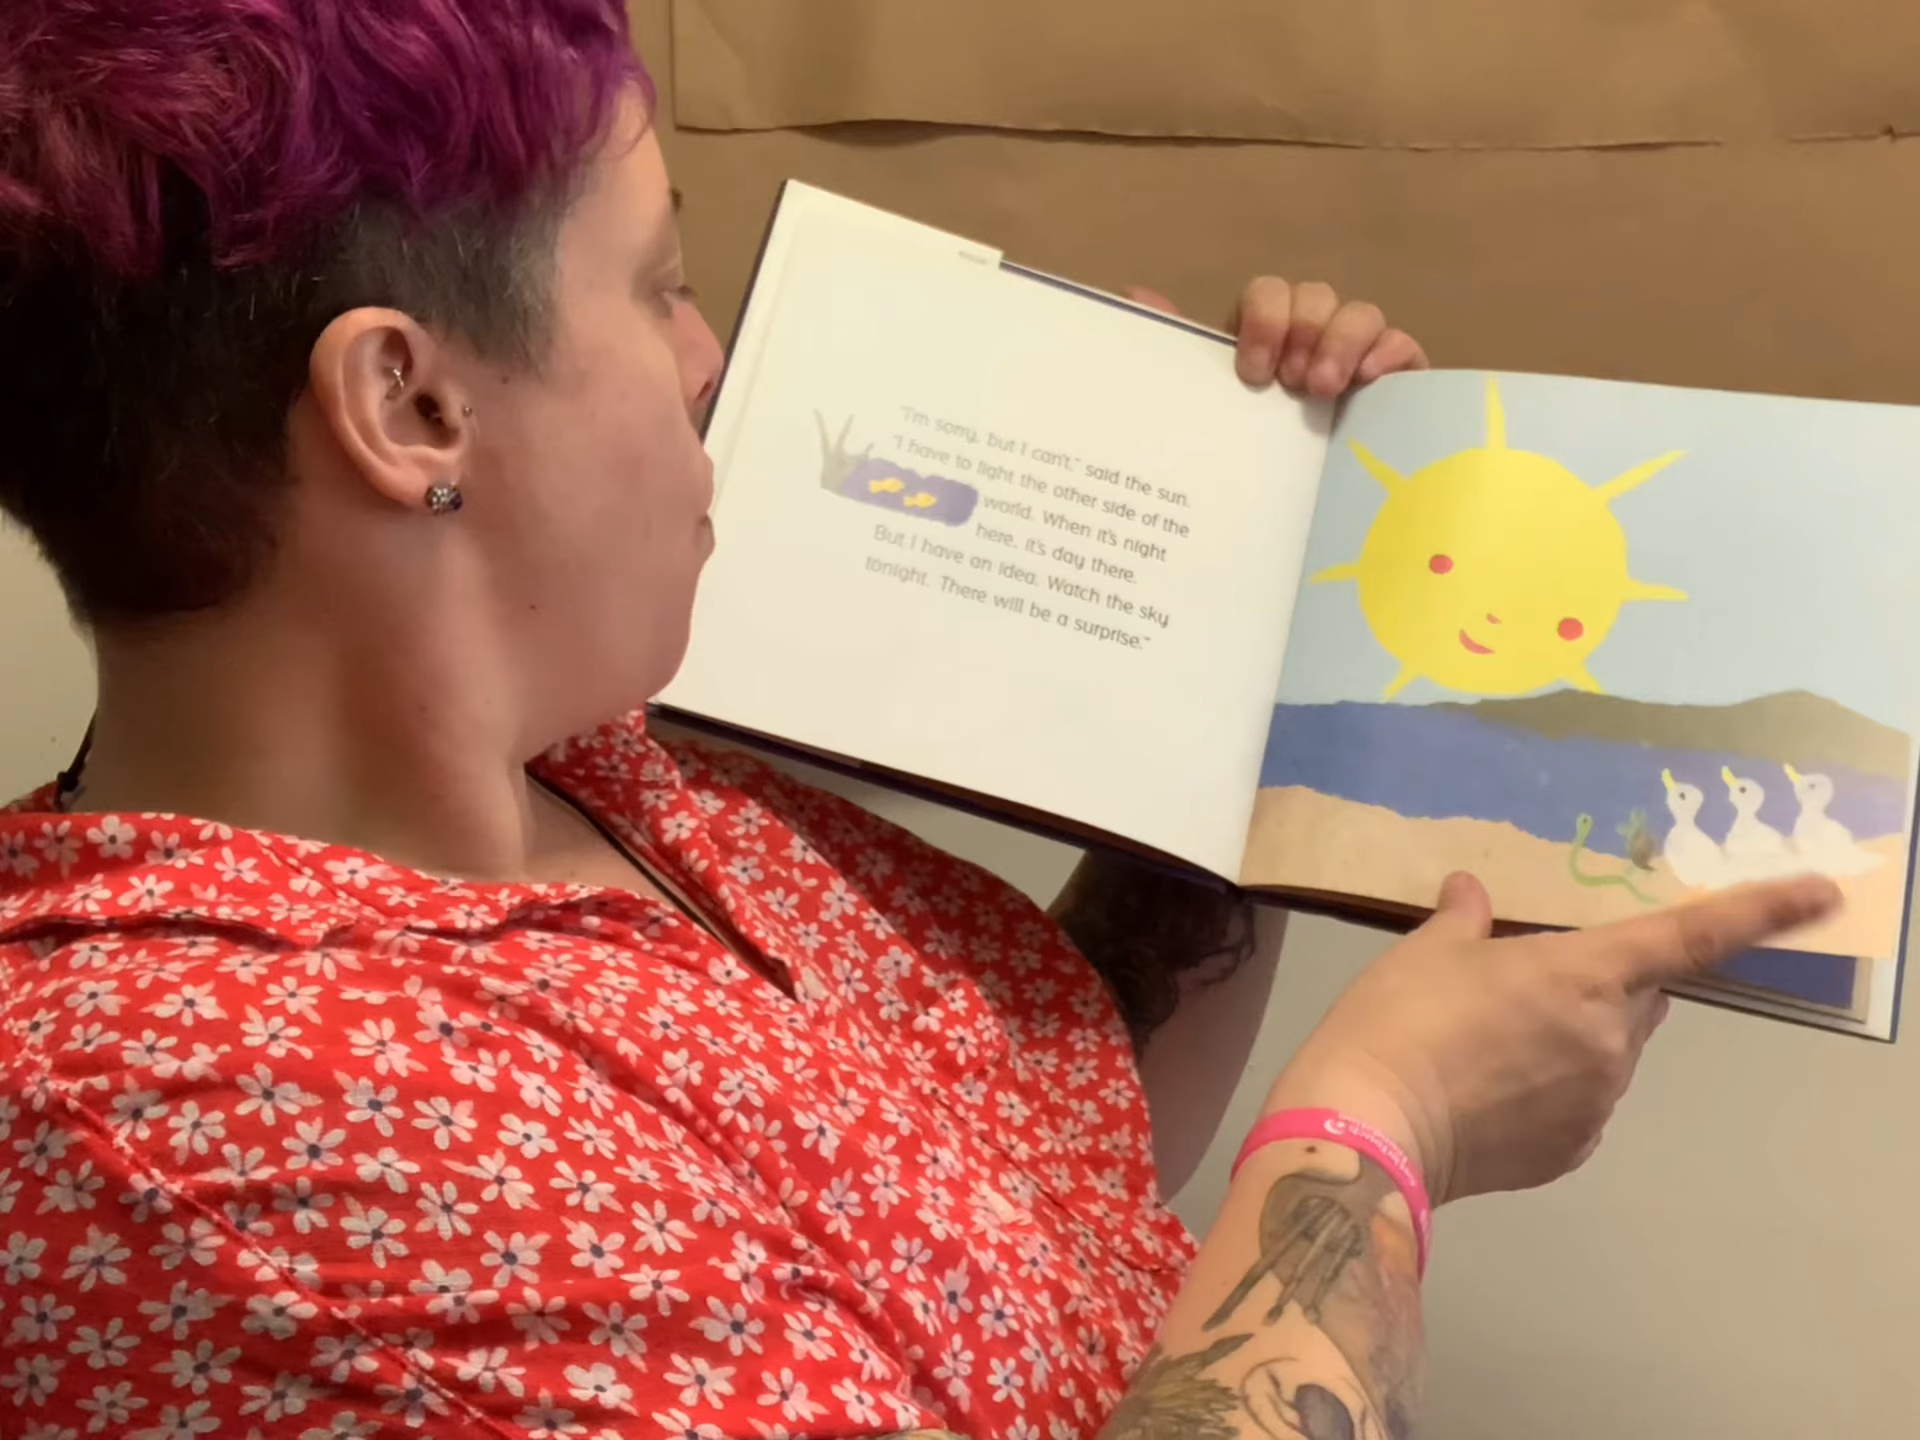 "I'm sorry, but I can't." said the sun.
"I have to light the other side of the
world. When it's night
here, it's day there.
But I have an idea. Watch the sky
tonight. There will be a surprise."